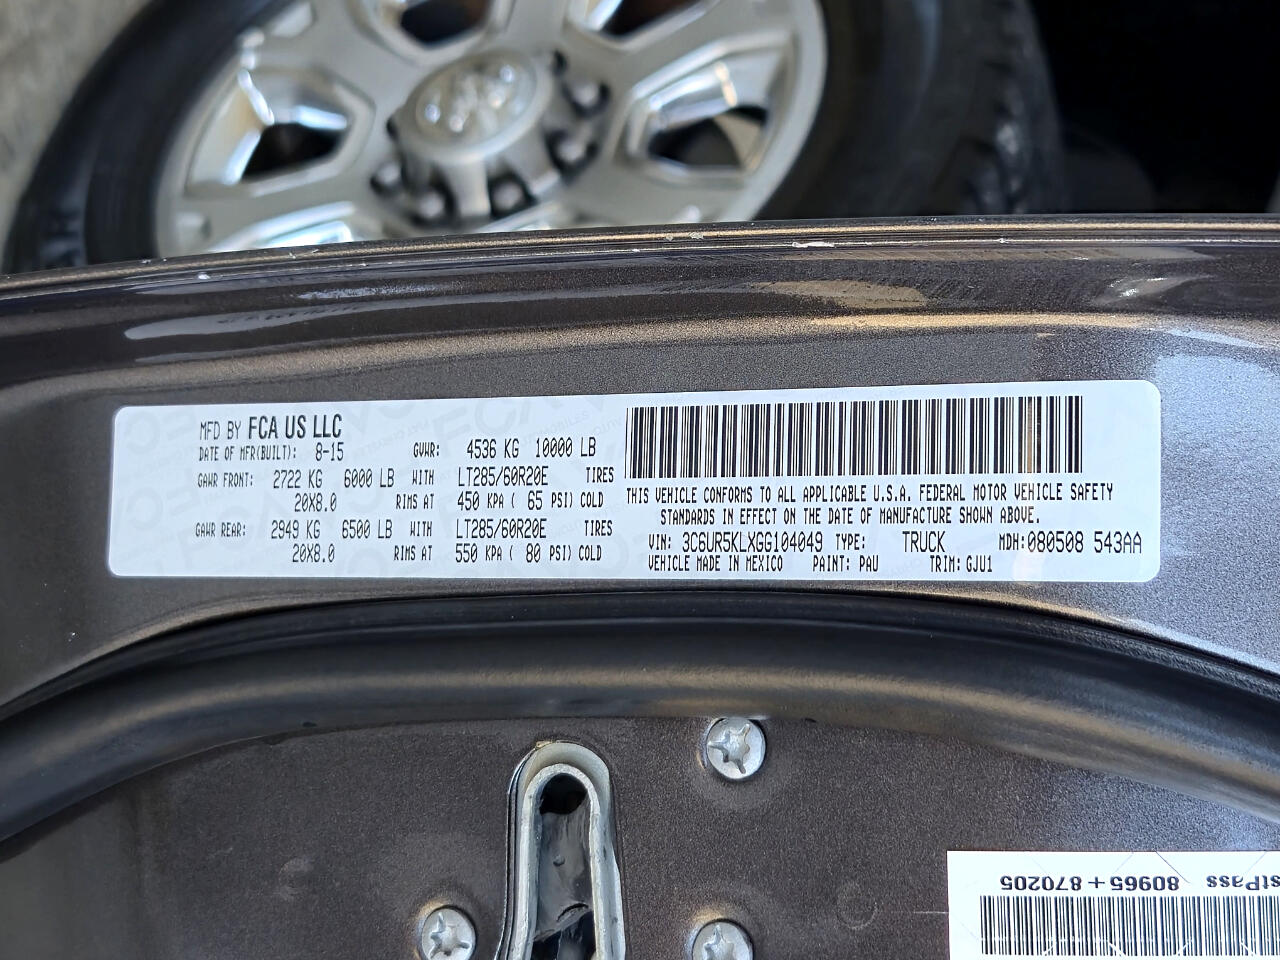 MFD BY FCA US LLC
DATE OF MFR(BUILT): 8-15 GVWR: 4536 KG 10000 LB
GAWR FRONT: 2722 KG 6000 LB WITH LT285/60R20E TIRES
20X8.0 RIMS AT 450 KPA ( 65 PSI) COLD
GAWR REAR: 2949 KG 6500 LB WITH LT285/60R20E TIRES
20X8.0 RIMS AT 550 KPA ( 80 PSI) COLD
THIS VEHICLE CONFORMS TO ALL APPLICABLE U.S.A. FEDERAL MOTOR VEHICLE SAFETY
STANDARDS IN EFFECT ON THE DATE OF MANUFACTURE SHOWN ABOVE.
VIN: 3C6UR5KLXGG104049 TYPE: TRUCK MDH:080508 543AA
VEHICLE MADE IN MEXICO PAINT: PAU TRIM: GJU1
stPass 80965+870205